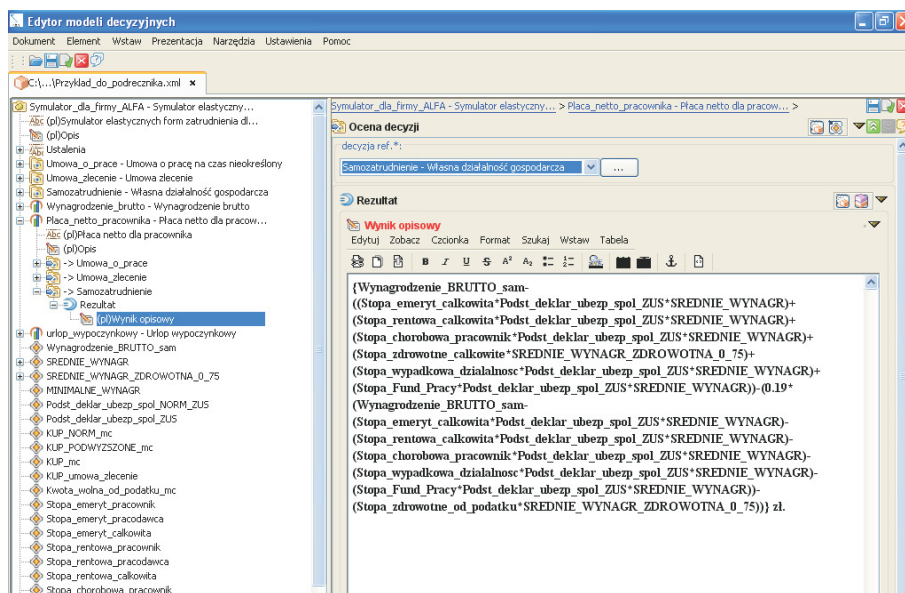 Edytor modeli decyzyjnych
Dokument Element Wstaw Prezentacja Narzędzia Ustawienia Pomoc
C:\...\Przyklad_do_podrecznika.xml
Symulator_dla_firmy_ALFA - Symulator elastyczny...
Abc (pl)Symulator elastycznych form zatrudnienia dl...
(pl)Opis
Ustalenia
Umowa_o_prace - Umowa o pracę na czas nieokreślony
Umowa_zlecenie - Umowa zlecenie
Samozatrudnienie - Własna działalność gospodarcza
Wynagrodzenie_brutto - Wynagrodzenie brutto
Placa_netto_pracownika - Płaca netto dla pracow...
Abc (pl)Płaca netto dla pracownika
(pl)Opis
-> Umowa_o_prace
-> Umowa_zlecenie
-> Samozatrudnienie
Rezultat
(pl)Wynik opisowy
urlop_wypoczynkowy - Urlop wypoczynkowy
Wynagrodzenie_BRUTTO_sam
SREDNIE_WYNAGR
SREDNIE_WYNAGR_ZDROWOTNA_0_75
MINIMALNE_WYNAGR
Podst_deklar_ubezp_spol_NORM_ZUS
Podst_deklar_ubezp_spol_ZUS
KUP_NORM_mc
KUP_PODWYZSZONE_mc
KUP_mc
KUP_umowa_zlecenie
Kwota_wolna_od_podatku_mc
Stopa_emeryt_pracownik
Stopa_emeryt_pracodawca
Stopa_emeryt_calkowita
Stopa_rentowa_pracownik
Stopa_rentowa_pracodawca
Stopa_rentowa_calkowita
Stopa_chorobowa_pracownik
Symulator_dla_firmy_ALFA - Symulator elastyczny... > Placa_netto_pracownika - Płaca netto dla pracow... >
Ocena decyzji
decyzja ref.*:
Samozatrudnienie - Własna działalność gospodarcza ...
Rezultat
Wynik opisowy
Edytuj Zobacz Czcionka Format Szukaj Wstaw Tabela
{Wynagrodzenie_BRUTTO_sam-
((Stopa_emeryt_calkowita*Podst_deklar_ubezp_spol_ZUS*SREDNIE_WYNAGR)+
(Stopa_rentowa_calkowita*Podst_deklar_ubezp_spol_ZUS*SREDNIE_WYNAGR)+
(Stopa_chorobowa_pracownik*Podst_deklar_ubezp_spol_ZUS*SREDNIE_WYNAGR)+
(Stopa_zdrowotne_calkowite*SREDNIE_WYNAGR_ZDROWOTNA_0_75)+
(Stopa_wypadkowa_dzialalnosc*Podst_deklar_ubezp_spol_ZUS*SREDNIE_WYNAGR)+
(Stopa_Fund_Pracy*Podst_deklar_ubezp_spol_ZUS*SREDNIE_WYNAGR))-(0.19*
(Wynagrodzenie_BRUTTO_sam-
(Stopa_emeryt_calkowita*Podst_deklar_ubezp_spol_ZUS*SREDNIE_WYNAGR)-
(Stopa_rentowa_calkowita*Podst_deklar_ubezp_spol_ZUS*SREDNIE_WYNAGR)-
(Stopa_chorobowa_pracownik*Podst_deklar_ubezp_spol_ZUS*SREDNIE_WYNAGR)-
(Stopa_wypadkowa_dzialalnosc*Podst_deklar_ubezp_spol_ZUS*SREDNIE_WYNAGR)-
(Stopa_Fund_Pracy*Podst_deklar_ubezp_spol_ZUS*SREDNIE_WYNAGR))-
(Stopa_zdrowotne_od_podatku*SREDNIE_WYNAGR_ZDROWOTNA_0_75))} zł.